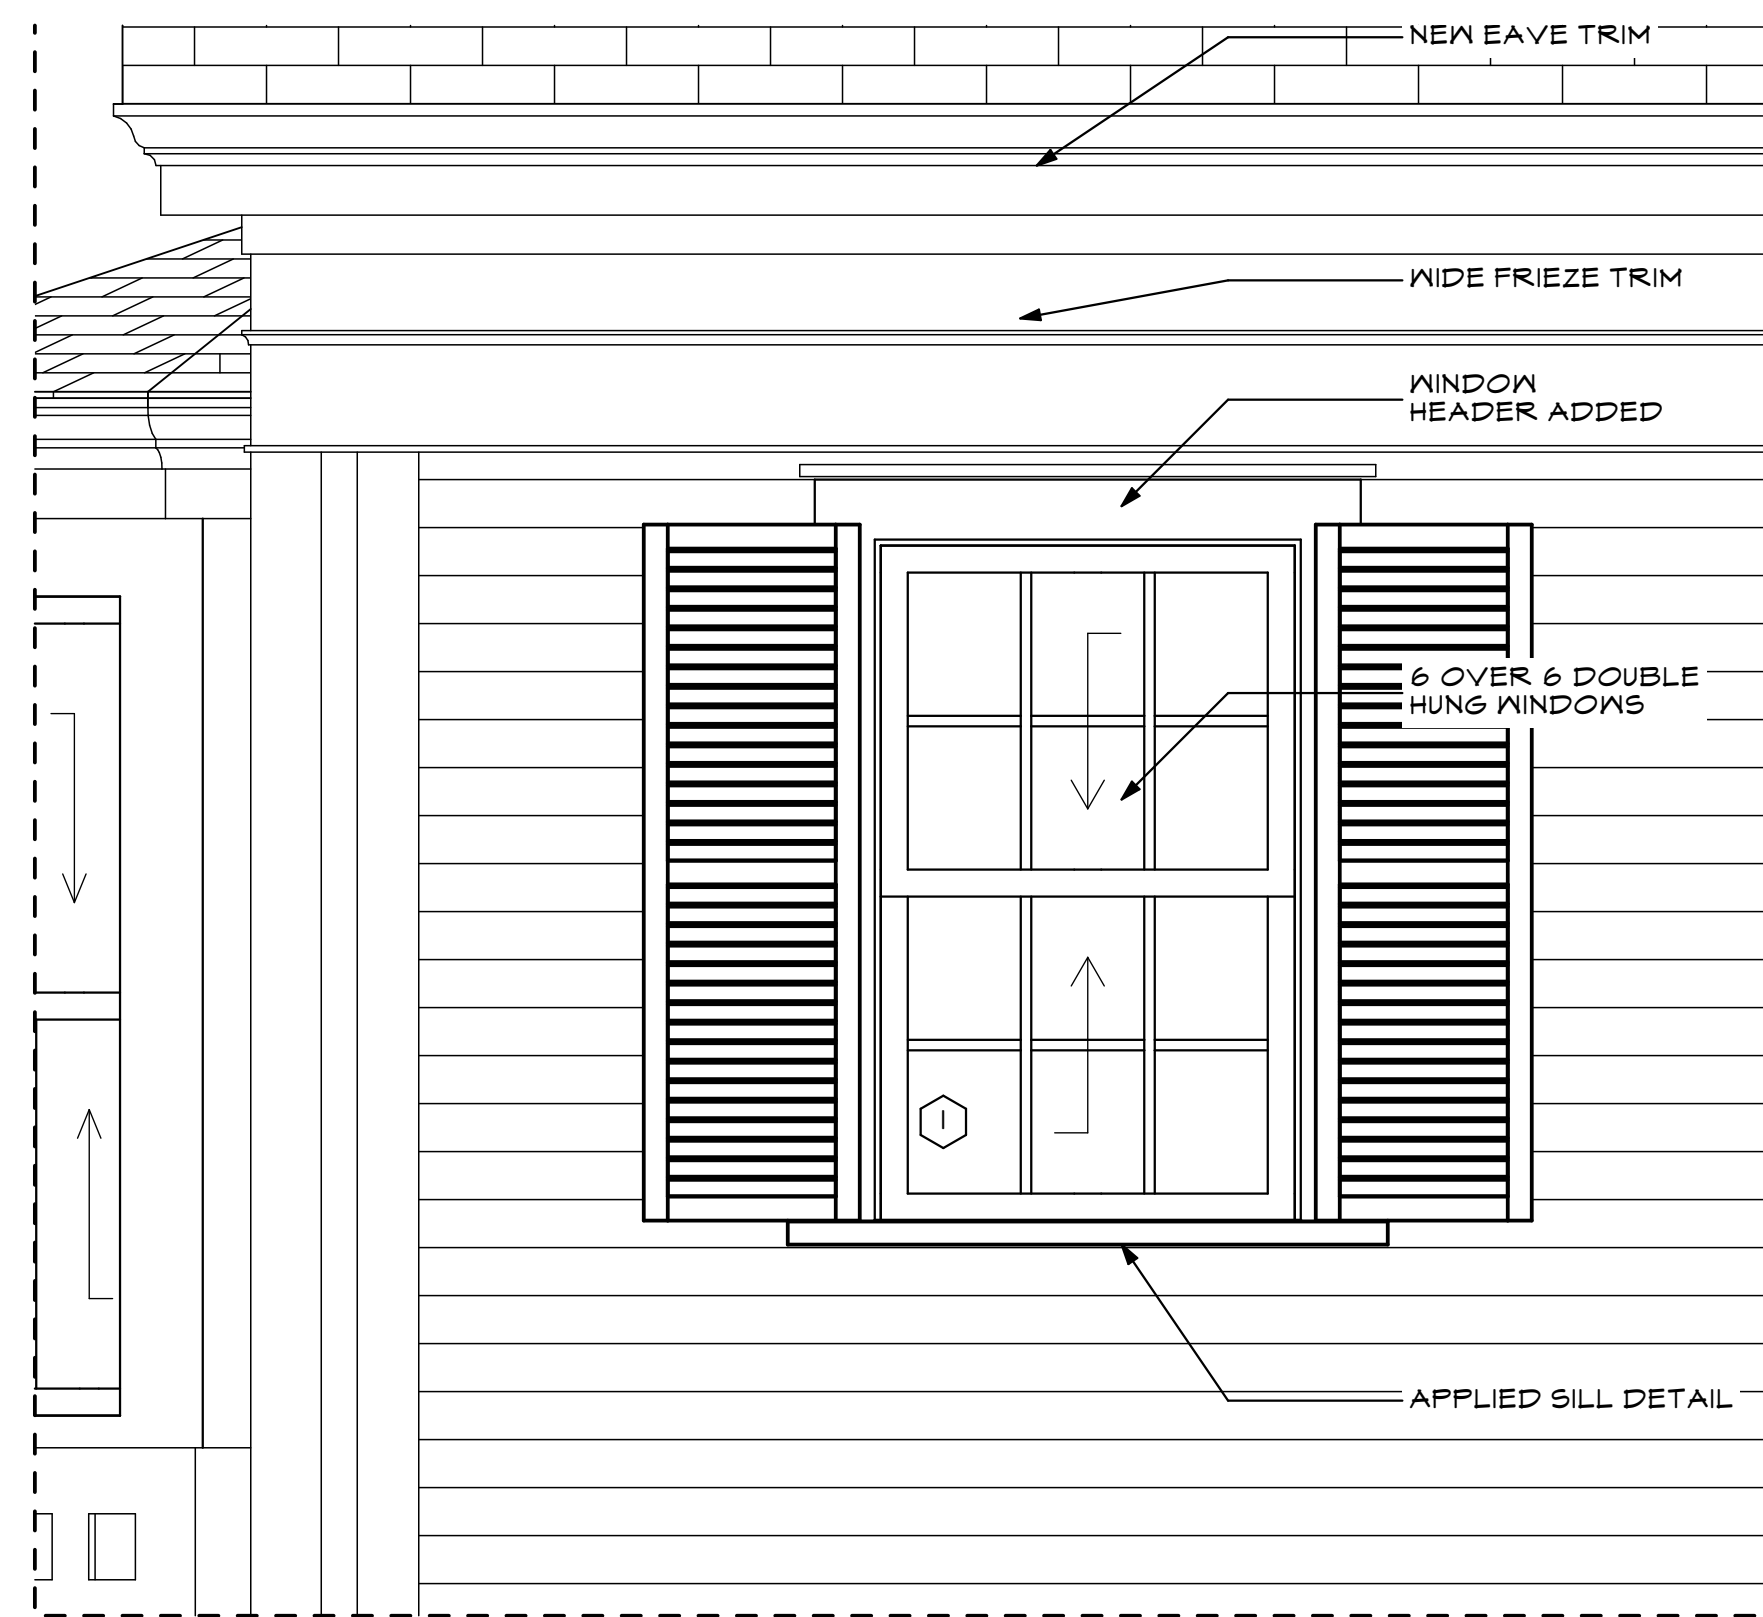 NEW EAVE TRIM
WIDE FRIEZE TRIM
WINDOW
HEADER ADDED
6 OVER 6 DOUBLE
HUNG WINDOWS
1
APPLIED SILL DETAIL